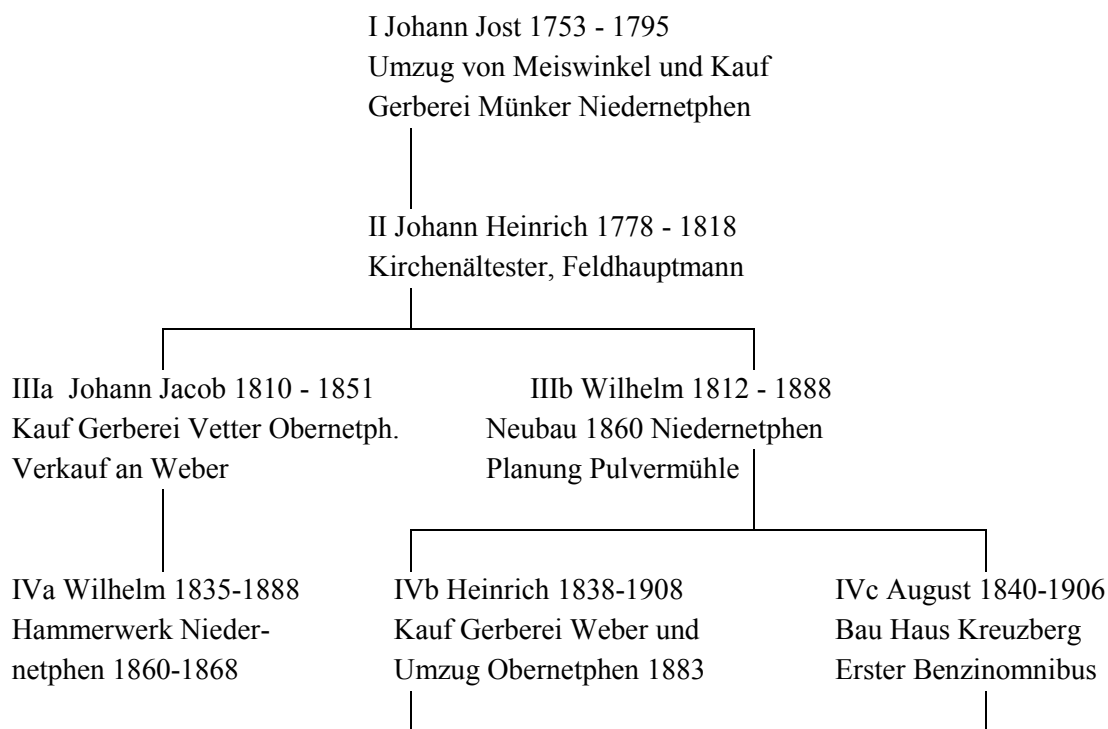 I Johann Jost 1753 - 1795
Umzug von Meiswinkel und Kauf
Gerberei Münker Niedernetphen
II Johann Heinrich 1778 - 1818
Kirchenältester, Feldhauptmann
IIIa Johann Jacob 1810 - 1851
Kauf Gerberei Vetter Obernetph.
Verkauf an Weber
IIIb Wilhelm 1812 - 1888
Neubau 1860 Niedernetphen
Planung Pulvermühle
IVa Wilhelm 1835-1888
Hammerwerk Nieder-
netphen 1860-1868
IVb Heinrich 1838-1908
Kauf Gerberei Weber und
Umzug Obernetphen 1883
IVc August 1840-1906
Bau Haus Kreuzberg
Erster Benzinomnibus